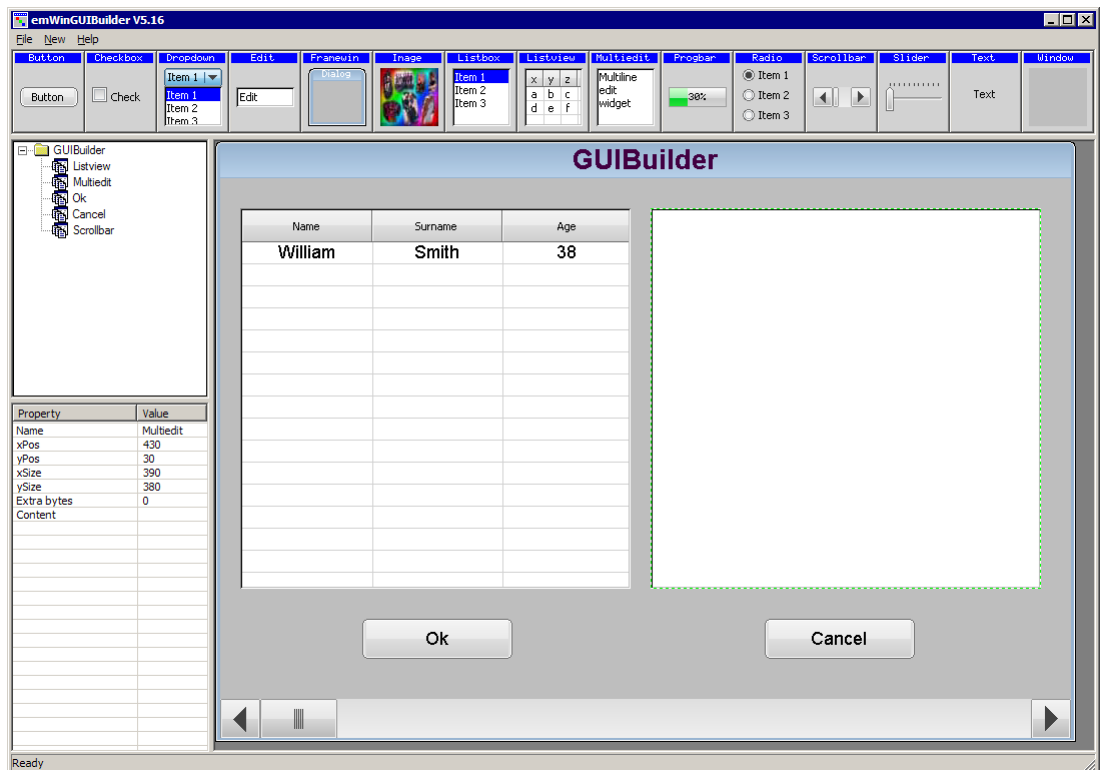 emWinGUIBuilder V5.16
File New Help
Button Checkbox Dropdown Edit Framewin Image Listbox Listview Multiedit Progbar Radio Scrollbar Slider Text Window
Button
Check
Item 1
Item 1
Item 2
Item 3
Edit
Dialog
Item 1
Item 2
Item 3
x y z
a b c
d e f
Multiline
edit
widget
30%
Item 1
Item 2
Item 3
Text
GUIBuilder
Listview
Multiedit
Ok
Cancel
Scrollbar
Property Value
Name Multiedit
xPos 430
yPos 30
xSize 390
ySize 380
Extra bytes 0
Content
GUIBuilder
Name Surname Age
William Smith 38
Ok
Cancel
Ready